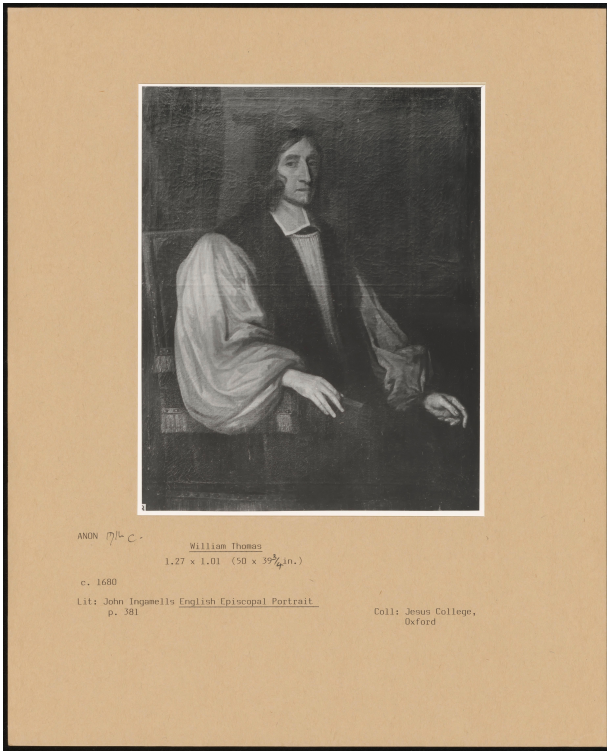 ANON 17th C.
William Thomas
1.27 x 1.01 (50 x 39¾in.)
c. 1680
Lit: John Ingamells English Episcopal Portrait
p. 381
Coll: Jesus College,
Oxford